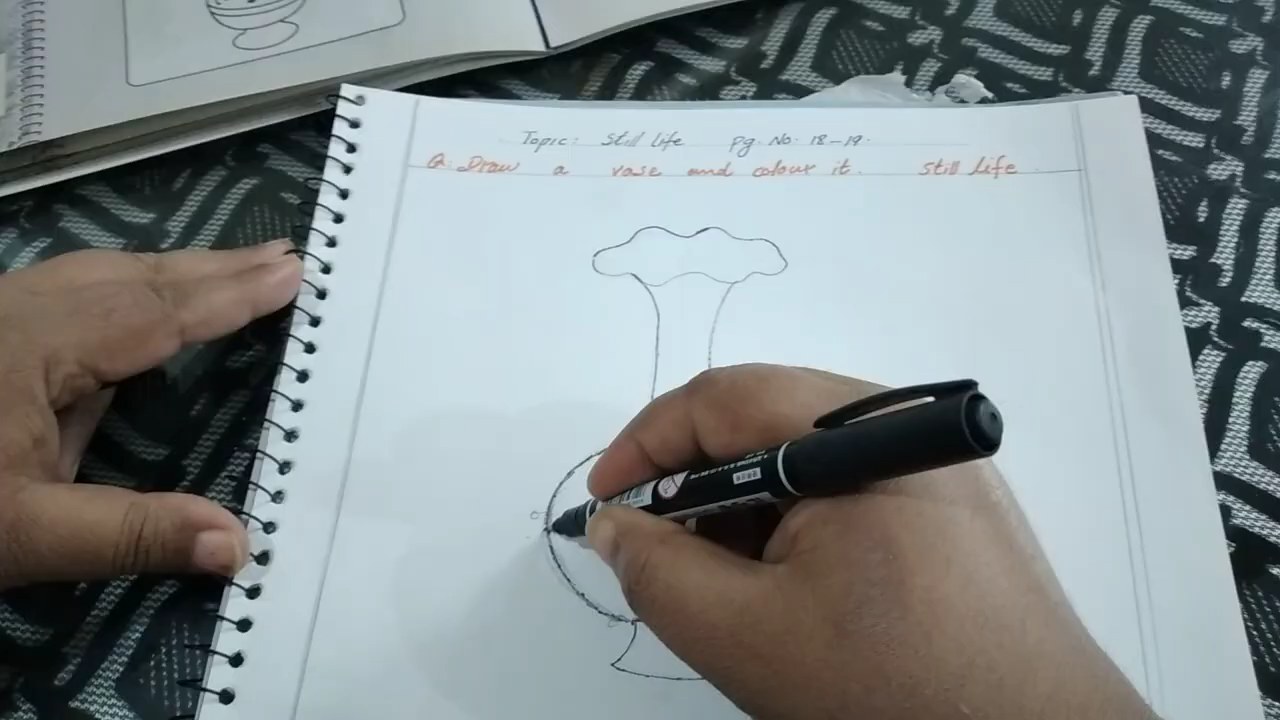 Topic: Still life Pg. No. 18-19.
Q. Draw a vase and colour it. Still life